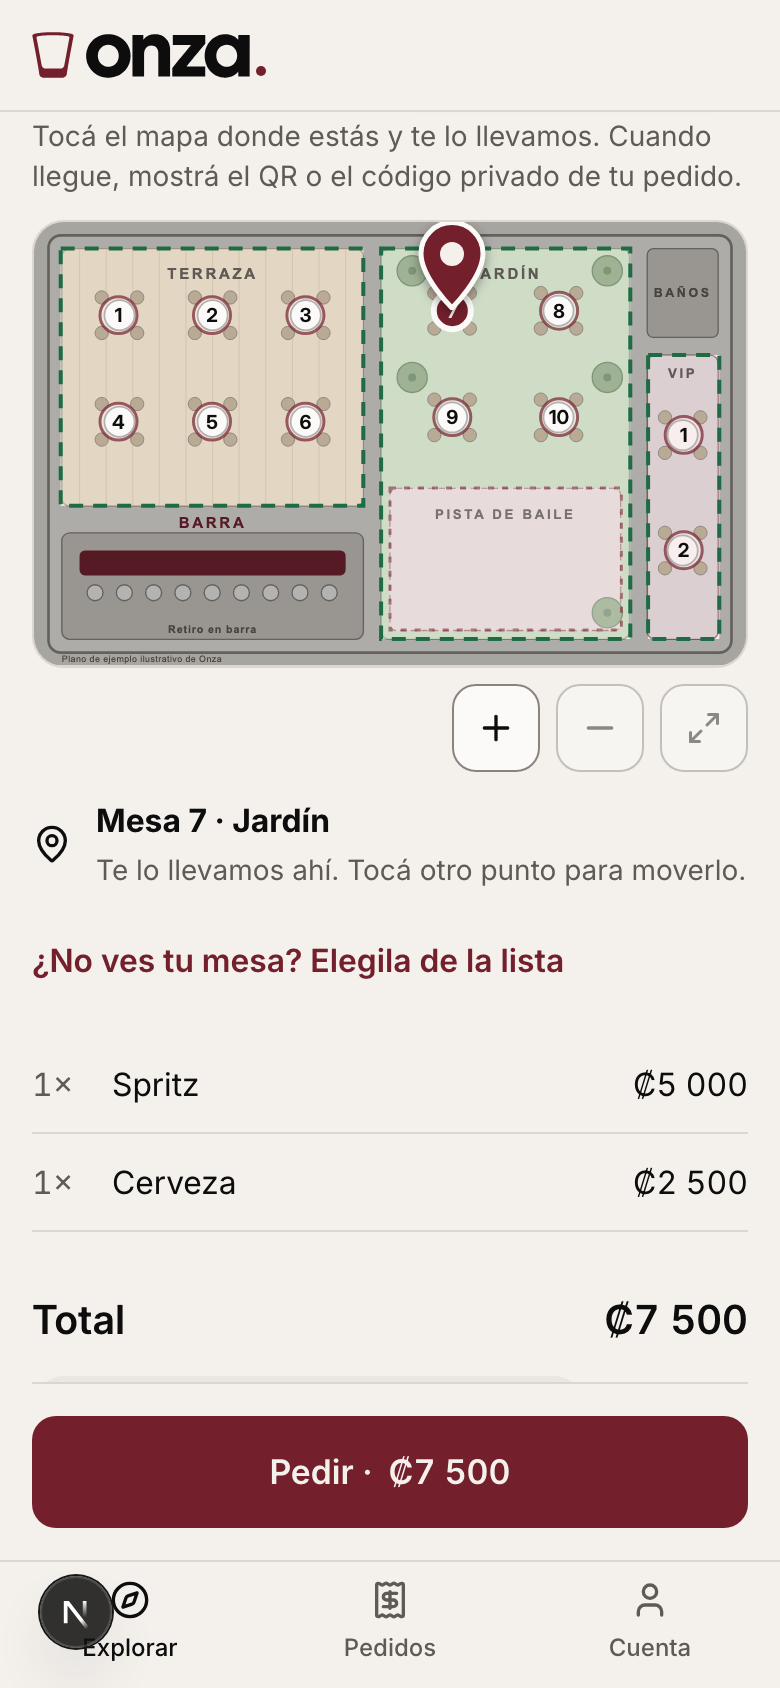 onza.
Tocá el mapa donde estás y te lo llevamos. Cuando
llegue, mostrá el QR o el código privado de tu pedido.
TERRAZA
ARDÍN
BAÑOS
1
2
3
7
8
VIP
4
5
6
9
10
1
BARRA
PISTA DE BAILE
2
Retiro en barra
Plano de ejemplo ilustrativo de Onza
Mesa 7 · Jardín
Te lo llevamos ahí. Tocá otro punto para moverlo.
¿No ves tu mesa? Elegila de la lista
1× Spritz ₡5 000
1× Cerveza ₡2 500
Total ₡7 500
Pedir · ₡7 500
N
Explorar Pedidos Cuenta